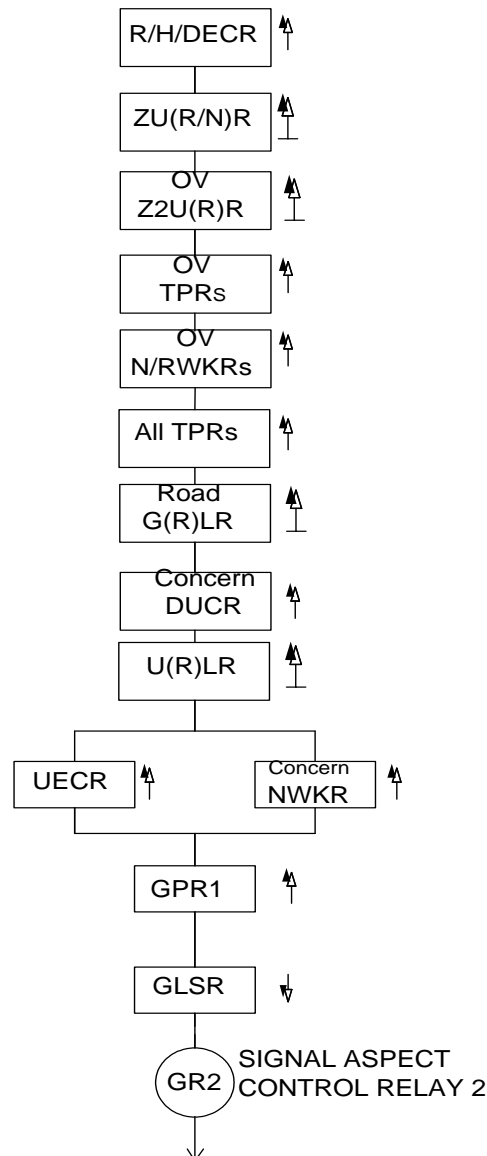 R/H/DECR
ZU(R/N)R
OV
Z2U(R)R
OV
TPRs
OV
N/RWKRs
All TPRs
Road
G(R)LR
Concern
DUCR
U(R)LR
UECR
Concern
NWKR
GPR1
GLSR
GR2
SIGNAL ASPECT
CONTROL RELAY 2